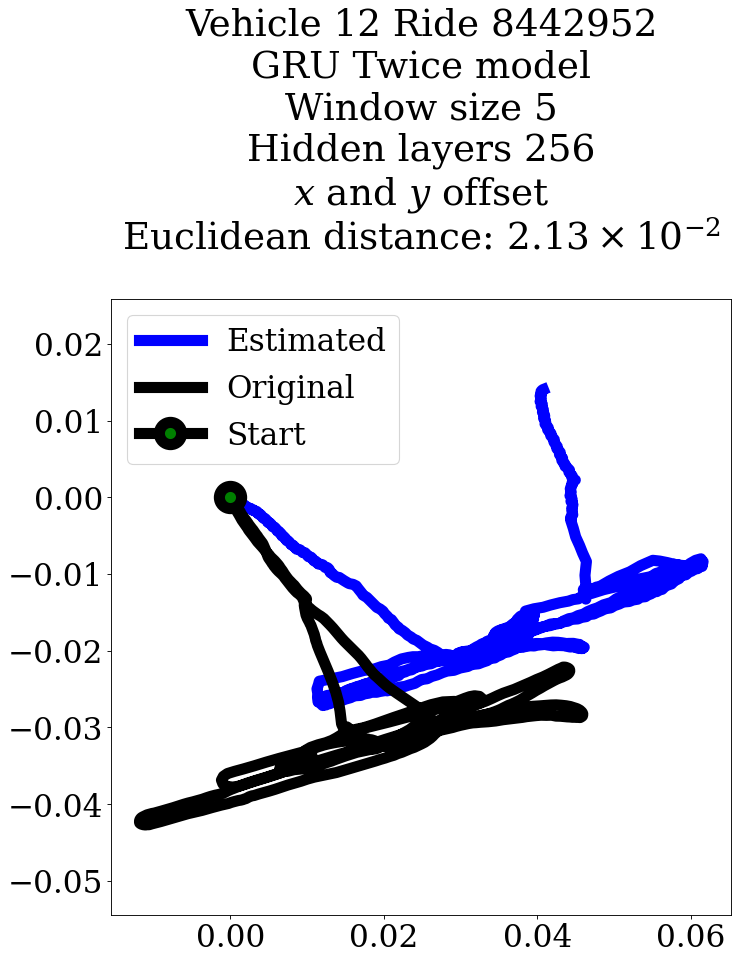 Vehicle 12 Ride 8442952
GRU Twice model
Window size 5
Hidden layers 256
x and y offset
Euclidean distance: 2.13 × 10⁻²
Estimated
Original
Start
0.02
0.01
0.00
−0.01
−0.02
−0.03
−0.04
−0.05
0.00 0.02 0.04 0.06